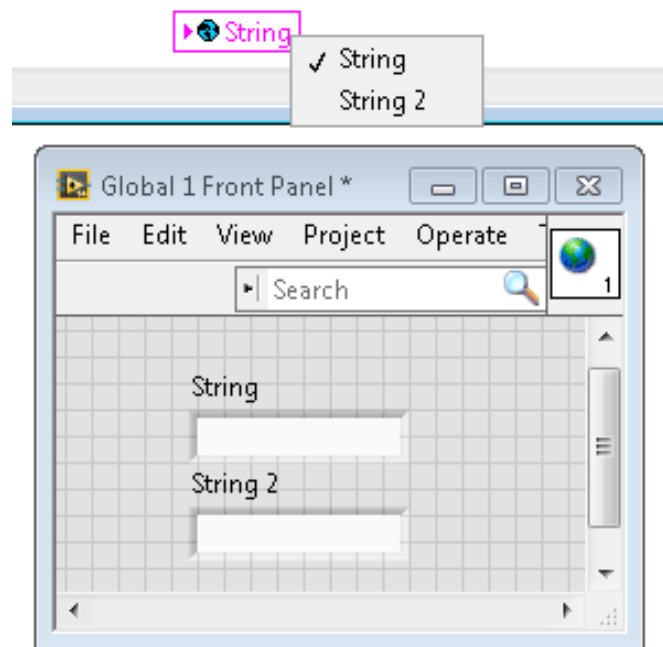 String
String
String 2
Global 1 Front Panel *
File Edit View Project Operate
Search
1
String
String 2